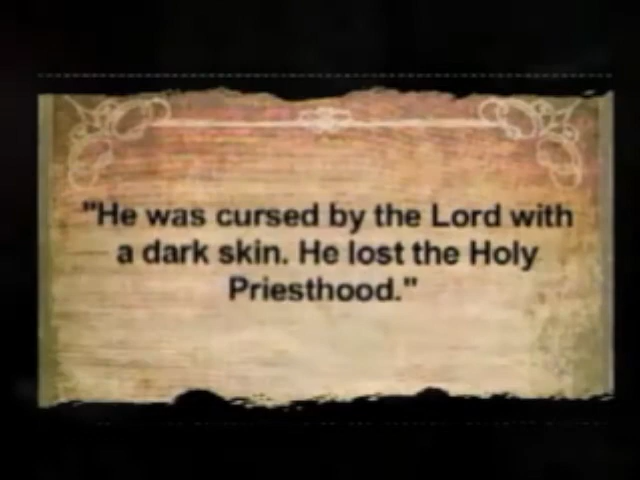 "He was cursed by the Lord with
a dark skin. He lost the Holy
Priesthood."